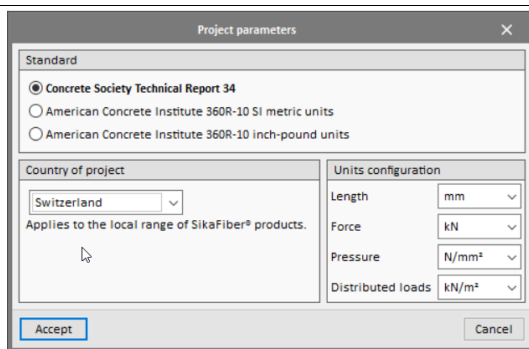 Project parameters
Standard
Concrete Society Technical Report 34
American Concrete Institute 360R-10 SI metric units
American Concrete Institute 360R-10 inch-pound units
Country of project
Switzerland
Applies to the local range of SikaFiber® products.
Units configuration
Length mm
Force kN
Pressure N/mm²
Distributed loads kN/m²
Accept
Cancel